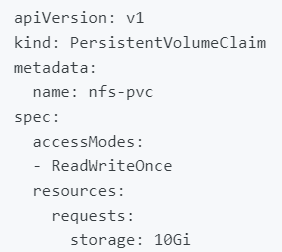 apiVersion: v1
kind: PersistentVolumeClaim
metadata:
  name: nfs-pvc
spec:
  accessModes:
  - ReadWriteOnce
  resources:
    requests:
      storage: 10Gi